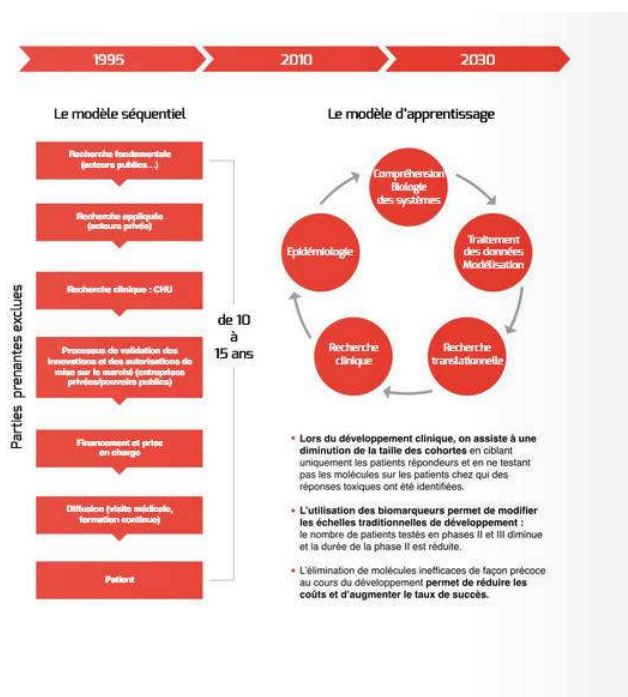 1995
2010
2030
Le modèle séquentiel
Parties prenantes exclues
Recherche fondamentale
(acteurs publics...)
Recherche appliquée
(acteurs privés)
Recherche clinique : CHU
Processus de validation des
innovations et des autorisations de
mise sur le marché (entreprises
privées/pouvoirs publics)
Financement et prise
en charge
Diffusion (visite médicale,
formation continue)
Patient
de 10
à
15 ans
Le modèle d'apprentissage
Compréhension
Biologie
des systèmes
Traitement
des données
Modélisation
Recherche
translationnelle
Recherche
clinique
Epidémiologie
• Lors du développement clinique, on assiste à une
diminution de la taille des cohortes en ciblant
uniquement les patients répondeurs et en ne testant
pas les molécules sur les patients chez qui des
réponses toxiques ont été identifiées.
• L'utilisation des biomarqueurs permet de modifier
les échelles traditionnelles de développement :
le nombre de patients testés en phases II et III diminue
et la durée de la phase II est réduite.
• L'élimination de molécules inefficaces de façon précoce
au cours du développement permet de réduire les
coûts et d'augmenter le taux de succès.